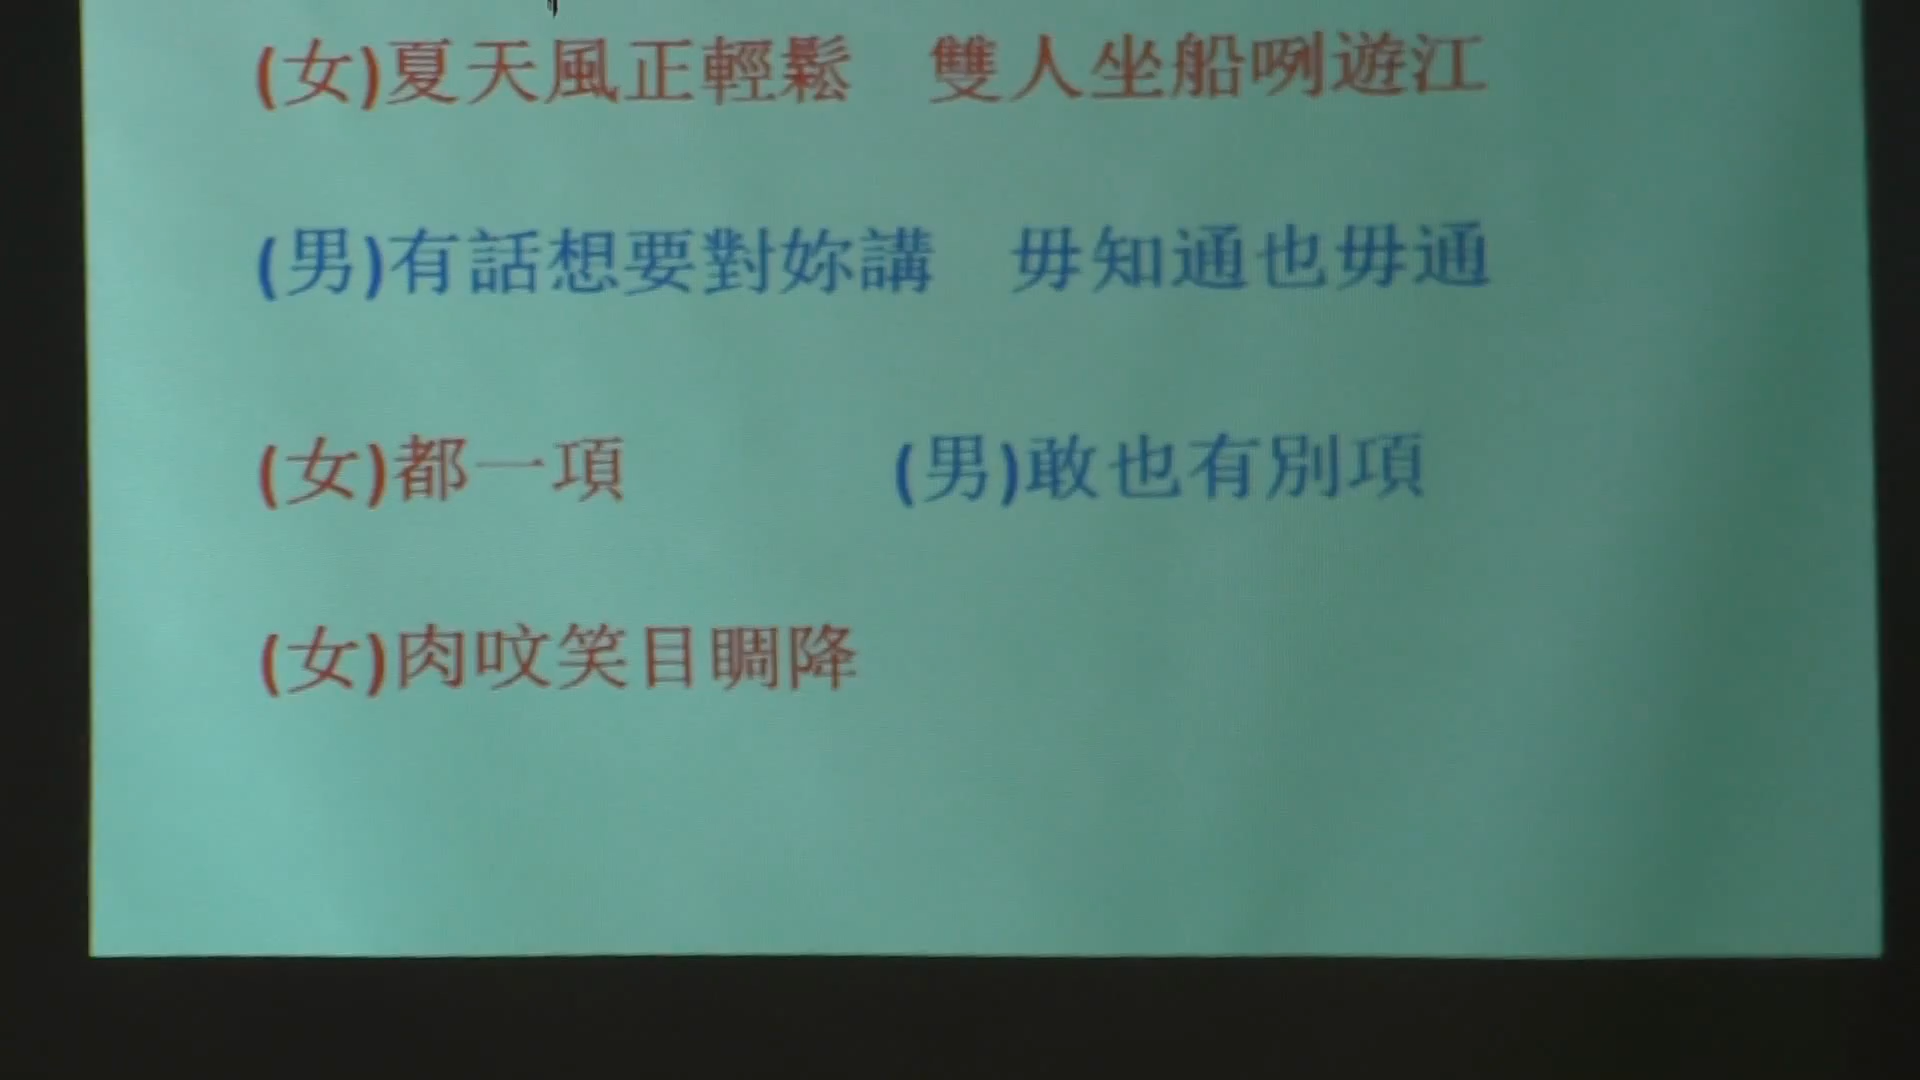 (女)夏天風正輕鬆　雙人坐船咧遊江
(男)有話想要對妳講　毋知通也毋通
(女)都一項　(男)敢也有別項
(女)肉吺笑目睭降